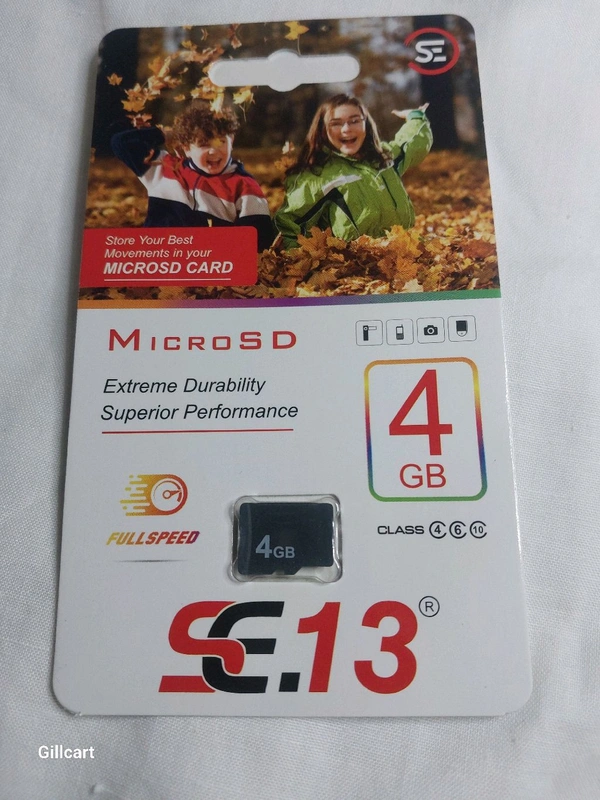 SE
Store Your Best
Movements in your
MICROSD CARD
MICROSD
Extreme Durability
Superior Performance
4
GB
FULLSPEED
CLASS 4 6 10
4GB
SE.13®
Gillcart